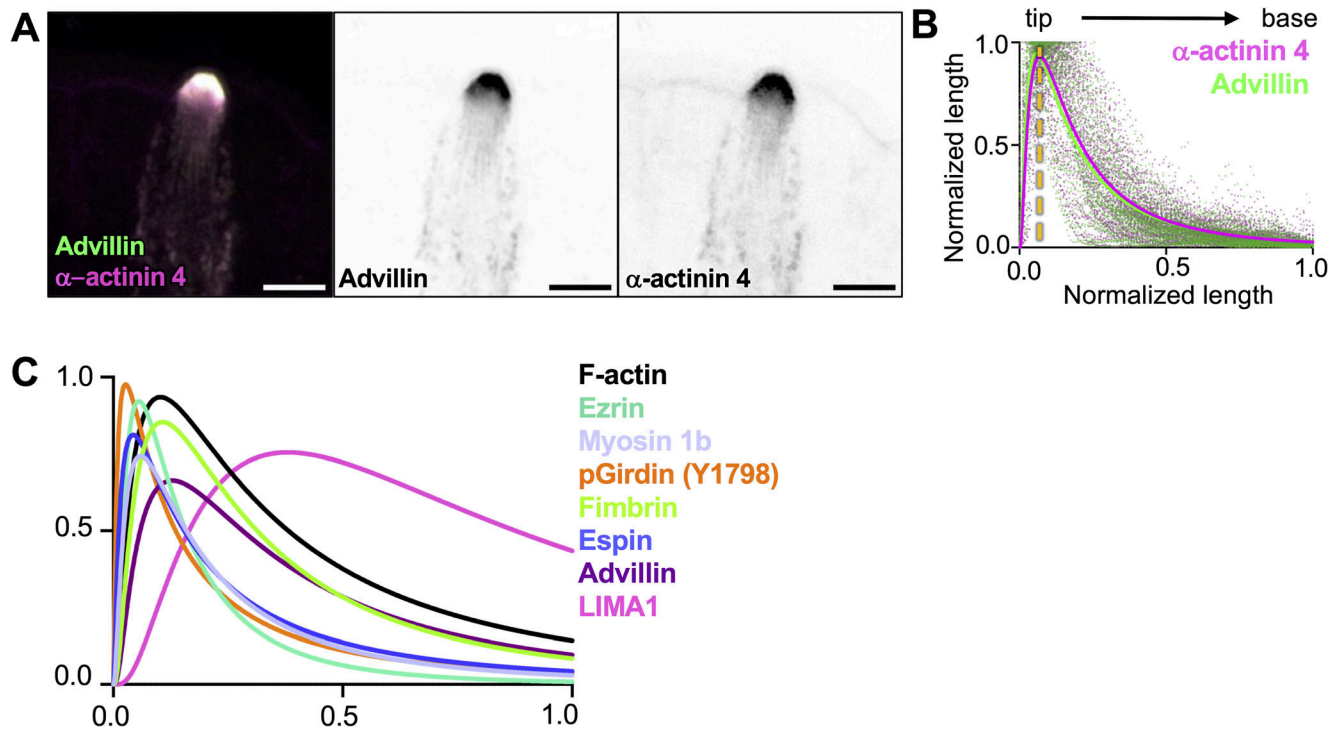 A
Advillin
α–actinin 4
Advillin
α-actinin 4
B
tip
base
α-actinin 4
Advillin
Normalized length
1.0
0.5
0.0
0.0
0.5
1.0
Normalized length
C
1.0
0.5
0.0
0.0
0.5
1.0
F-actin
Ezrin
Myosin 1b
pGirdin (Y1798)
Fimbrin
Espin
Advillin
LIMA1